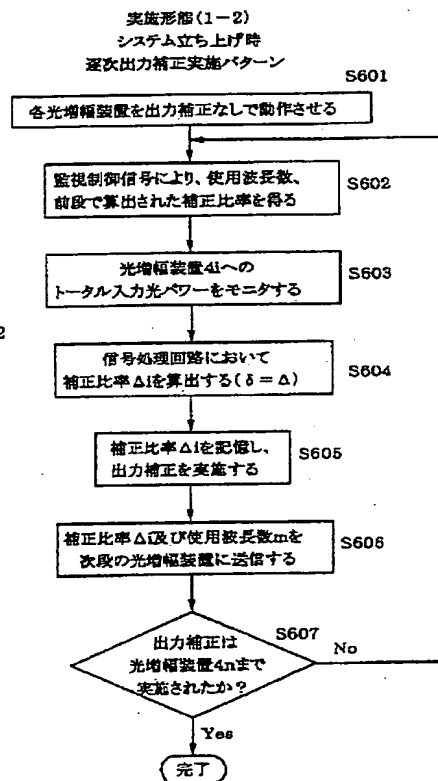 実施形態(1-2)
システム立ち上げ時
逐次出力補正実施パターン
S601
各光増幅装置を出力補正なしで動作させる
監視制御信号により、使用波長数、
前段で算出された補正比率を得る
S602
光増幅装置4iへの
トータル入力光パワーをモニタする
S603
2
信号処理回路において
補正比率Δiを算出する(δ=Δ)
S604
補正比率Δiを記憶し、
出力補正を実施する
S605
補正比率Δi及び使用波長数mを
次段の光増幅装置に送信する
S606
S607
出力補正は
光増幅装置4nまで
実施されたか?
No
Yes
完了